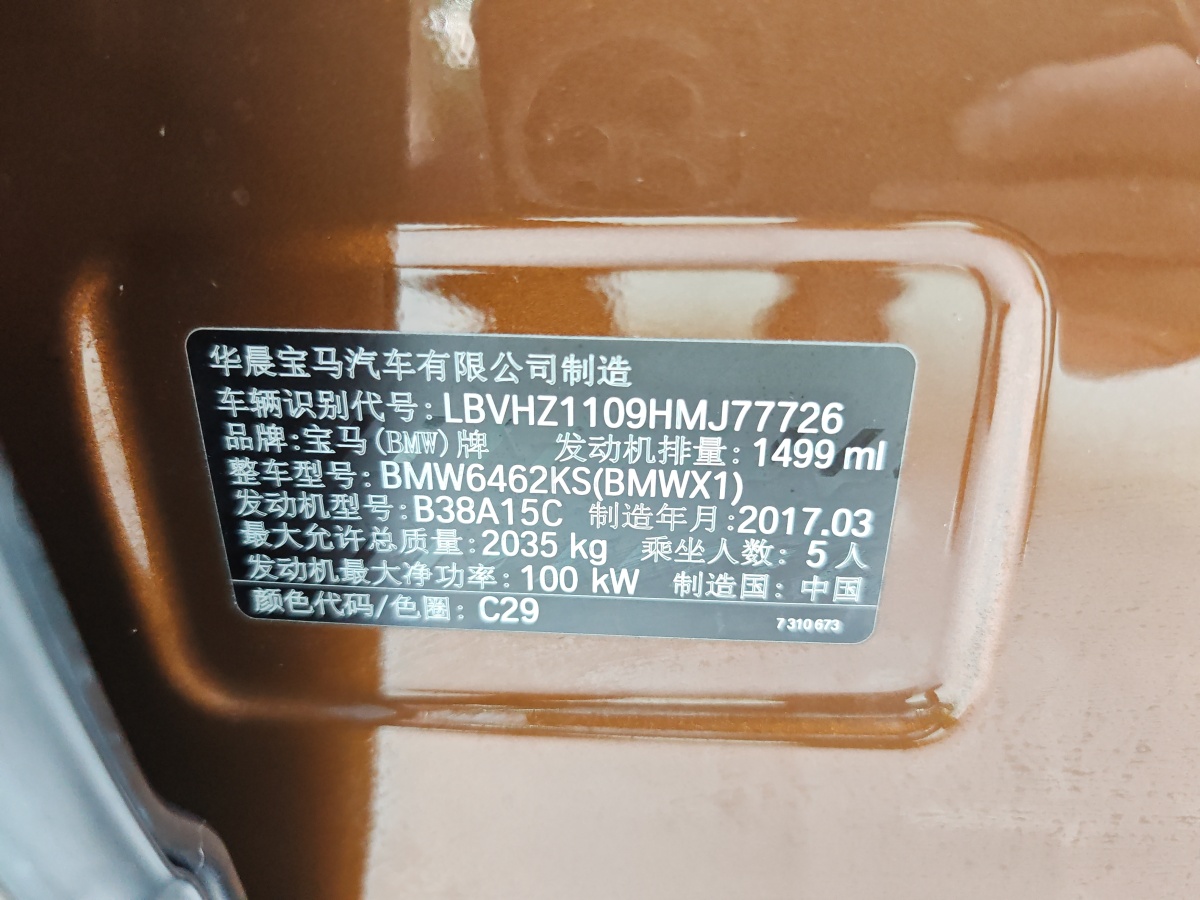 华晨宝马汽车有限公司制造
车辆识别代号:LBVHZ1109HMJ77726
品牌:宝马(BMW)牌 发动机排量:1499 ml
整车型号:BMW6462KS(BMWX1)
发动机型号:B38A15C 制造年月:2017.03
最大允许总质量:2035 kg 乘坐人数:5人
发动机最大净功率:100 kW 制造国:中国
颜色代码/色圈:C29 7 310 673